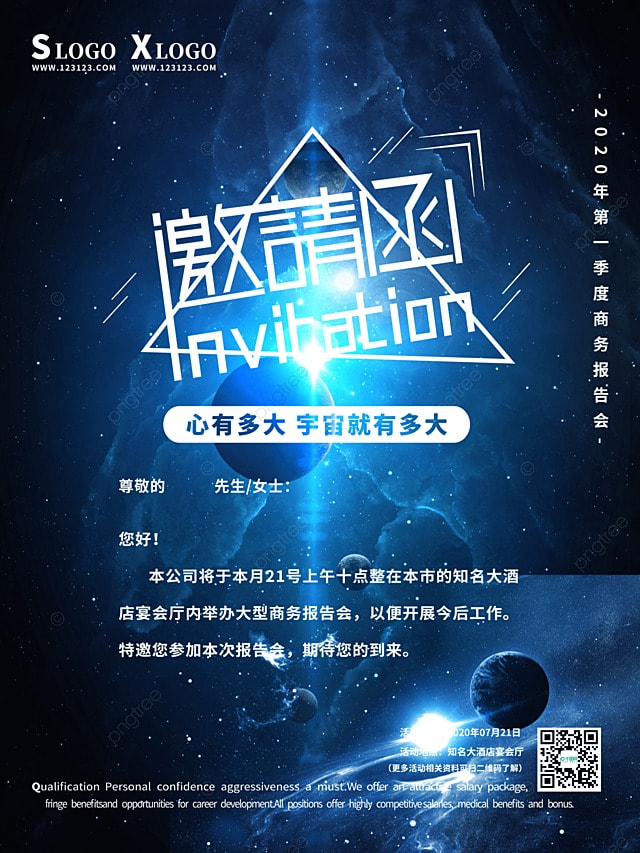 S LOGO X LOGO
WWW.123123.COM WWW.123123.COM
-2020年第一季度商务报告会-
邀請函
Invitation
心有多大 宇宙就有多大
尊敬的 先生/女士：
您好！
本公司将于本月21号上午十点整在本市的知名大酒
店宴会厅内举办大型商务报告会，以便开展今后工作。
特邀您参加本次报告会，期待您的到来。
2020年07月21日
活动地点：知名大酒店宴会厅
（更多活动相关资料可扫二维码了解）
Qualification Personal confidence aggressiveness a must.We offer an attractive salary package,
fringe benefitsand opportunities for career development.All positions offer highly competitive salaries, medical benefits and bonus.